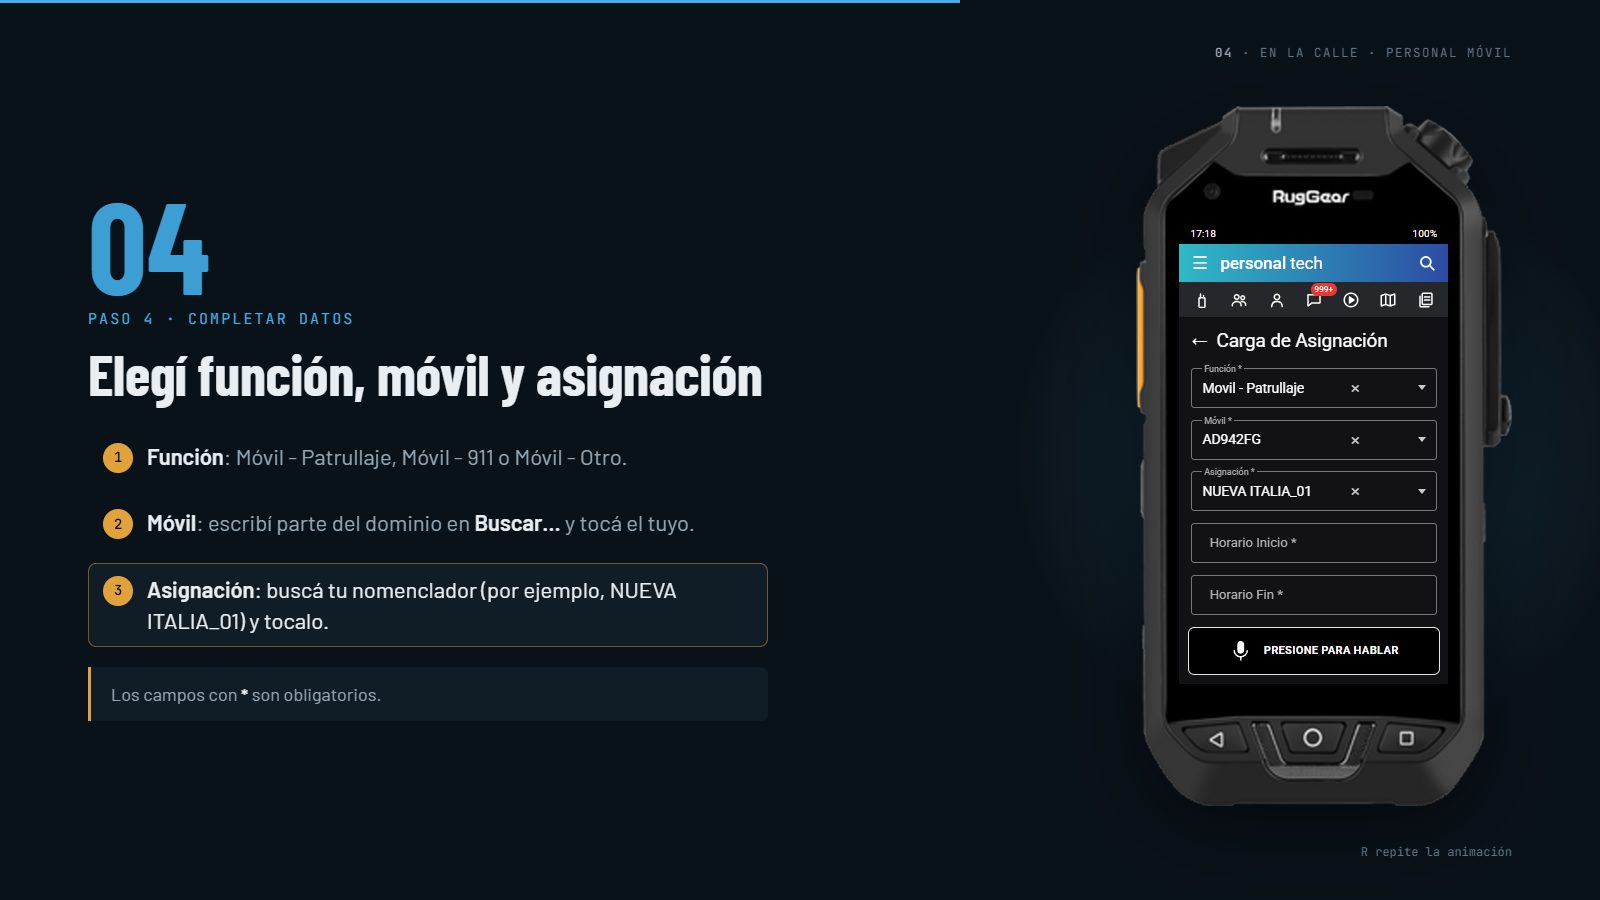 04 · EN LA CALLE · PERSONAL MÓVIL
04
PASO 4 · COMPLETAR DATOS
Elegí función, móvil y asignación
1 Función: Móvil - Patrullaje, Móvil - 911 o Móvil - Otro.
2 Móvil: escribí parte del dominio en Buscar... y tocá el tuyo.
3 Asignación: buscá tu nomenclador (por ejemplo, NUEVA
ITALIA_01) y tocalo.
Los campos con * son obligatorios.
RugGear
17:18 100%
personal tech
999+
← Carga de Asignación
Función *
Movil - Patrullaje
Móvil *
AD942FG
Asignación *
NUEVA ITALIA_01
Horario Inicio *
Horario Fin *
PRESIONE PARA HABLAR
R repite la animación